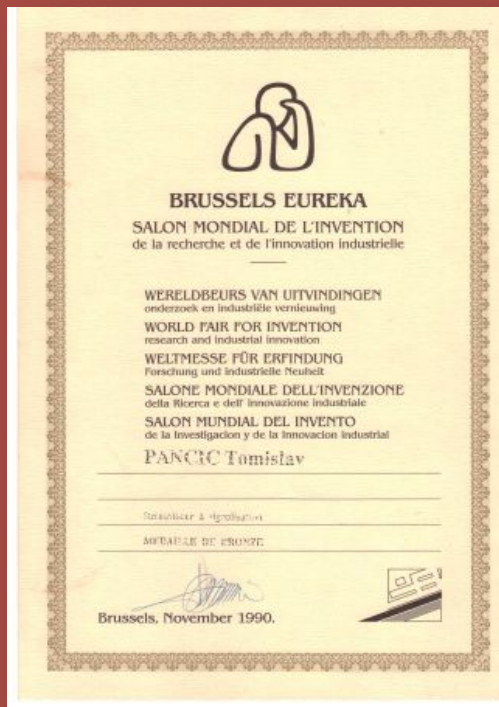 BRUSSELS EUREKA
SALON MONDIAL DE L'INVENTION
de la recherche et de l'innovation industrielle
WERELDBEURS VAN UITVINDINGEN
onderzoek en industriële vernieuwing
WORLD FAIR FOR INVENTION
research and industrial innovation
WELTMESSE FÜR ERFINDUNG
Forschung und industrielle Neuheit
SALONE MONDIALE DELL'INVENZIONE
della Ricerca e dell' innovazione industriale
SALON MUNDIAL DEL INVENTO
de la Investigacion y de la Innovacion industrial
PANCIC Tomislav
MEDAILLE DE BRONZE
Brussels, November 1990.